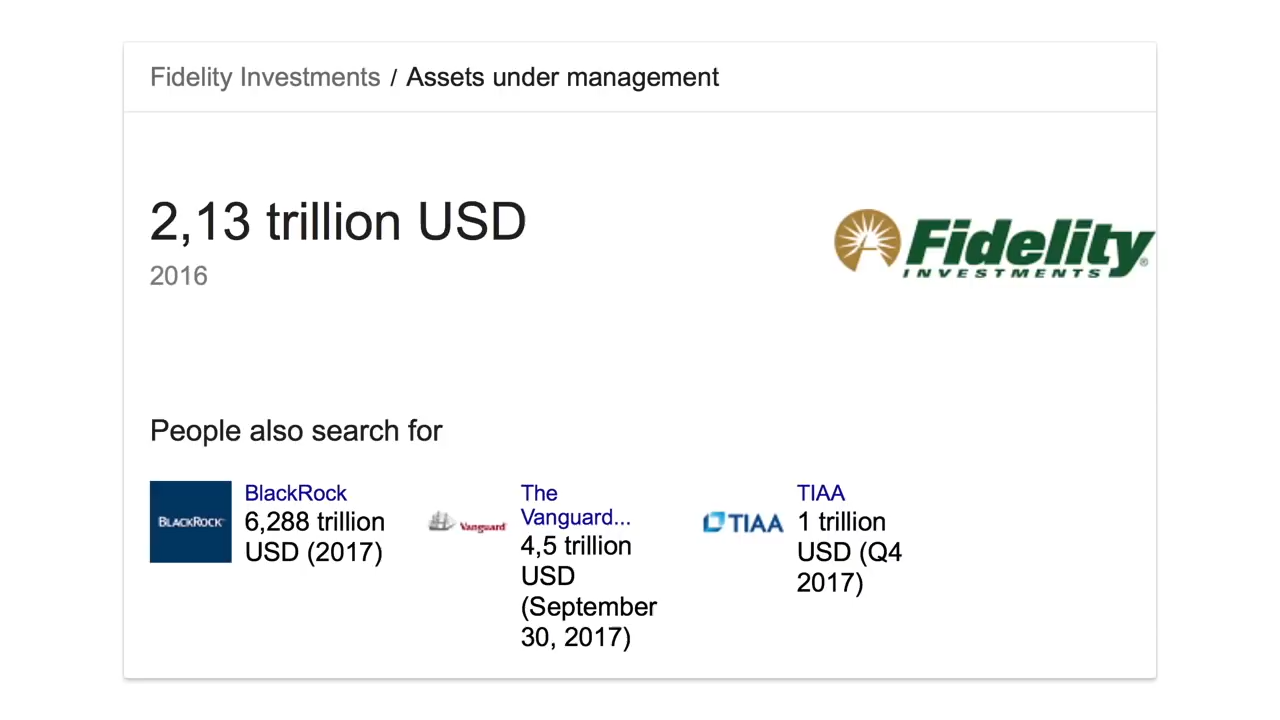 Fidelity Investments / Assets under management
2,13 trillion USD
2016
Fidelity
INVESTMENTS
®
People also search for
BLACKROCK
BlackRock
6,288 trillion
USD (2017)
Vanguard
The
Vanguard...
4,5 trillion
USD
(September
30, 2017)
TIAA
TIAA
1 trillion
USD (Q4
2017)